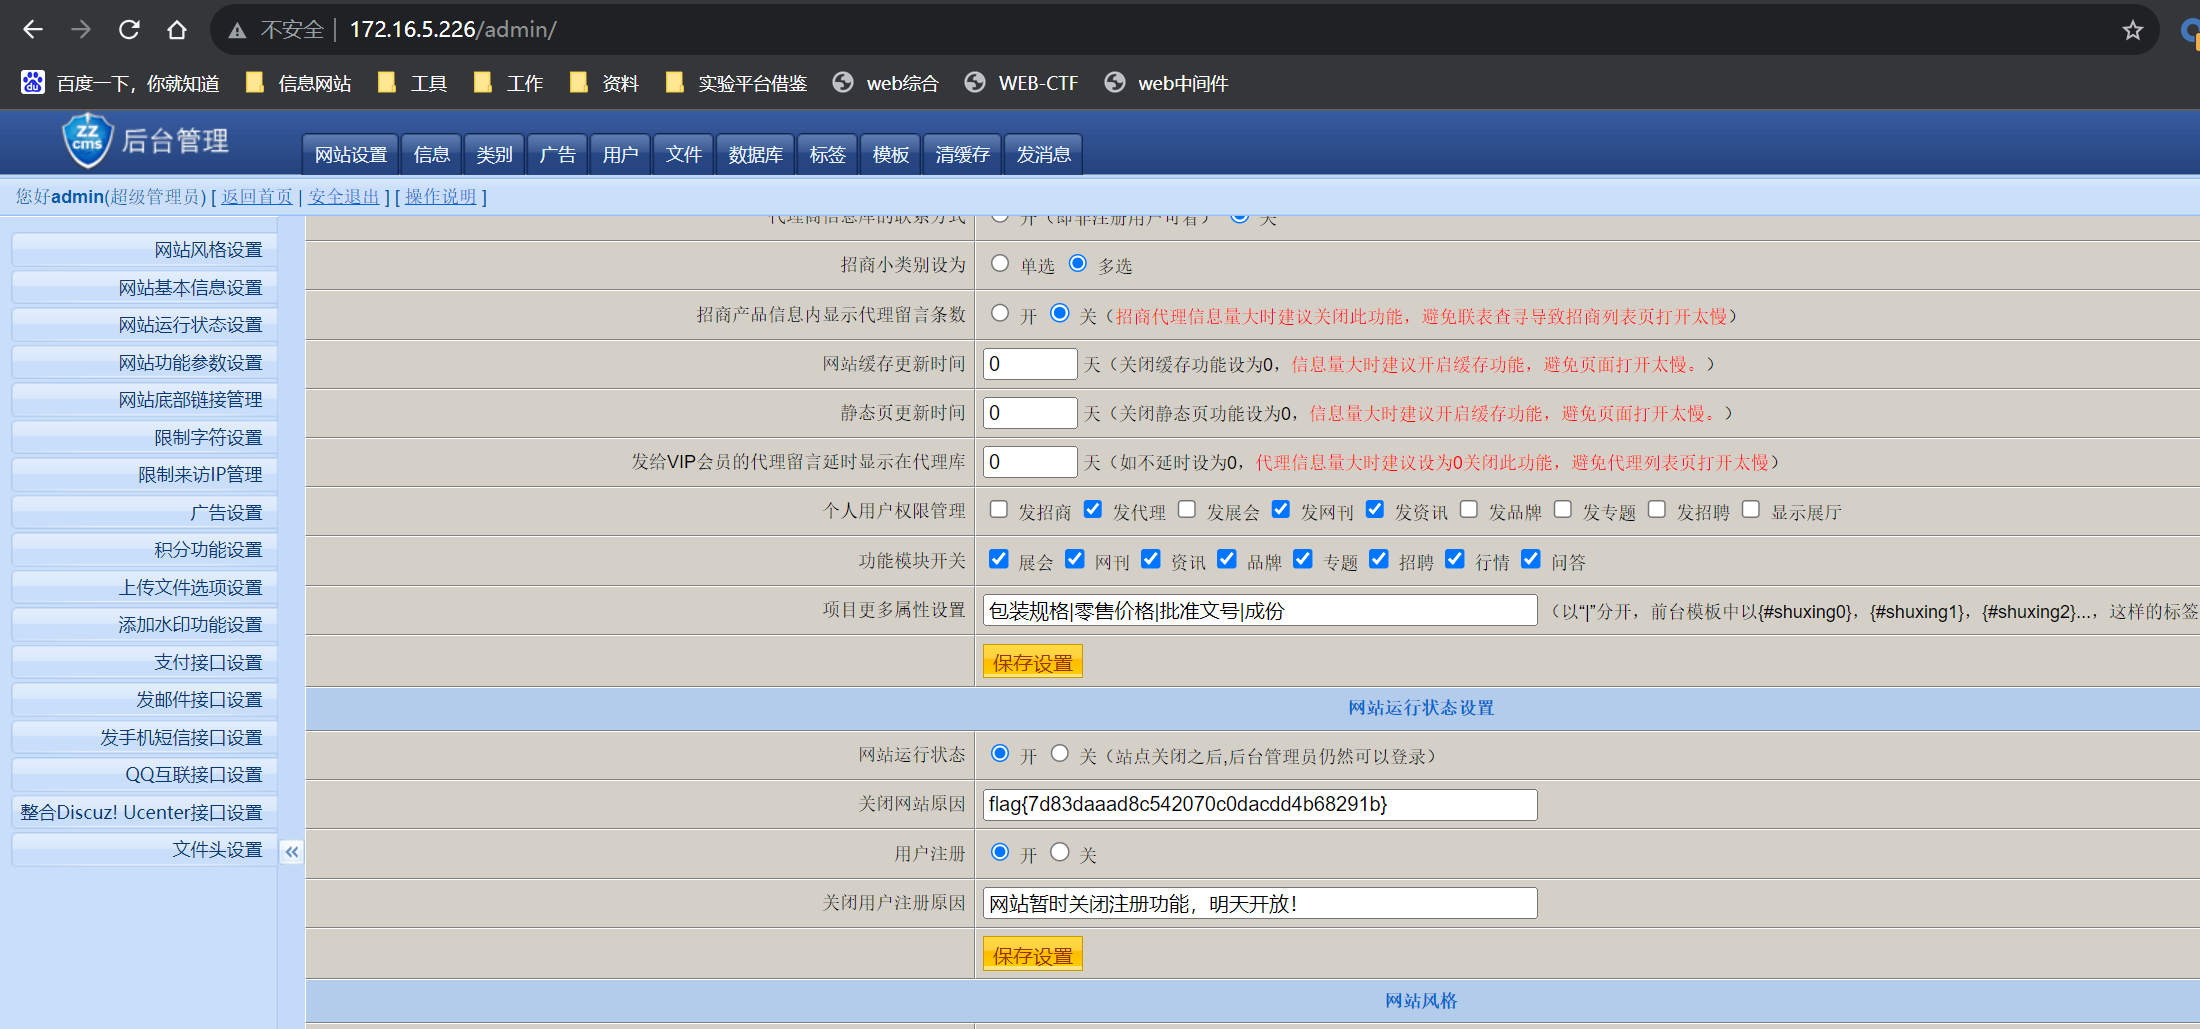 不安全 | 172.16.5.226/admin/
百度一下，你就知道 信息网站 工具 工作 资料 实验平台借鉴 web综合 WEB-CTF web中间件
ZZ cms 后台管理 网站设置 信息 类别 广告 用户 文件 数据库 标签 模板 清缓存 发消息
您好admin(超级管理员) [ 返回首页 | 安全退出 ] [ 操作说明 ]
网站风格设置
网站基本信息设置
网站运行状态设置
网站功能参数设置
网站底部链接管理
限制字符设置
限制来访IP管理
广告设置
积分功能设置
上传文件选项设置
添加水印功能设置
支付接口设置
发邮件接口设置
发手机短信接口设置
QQ互联接口设置
整合Discuz! Ucenter接口设置
文件头设置
代理商信息库的联系方式 开（即非注册用户可看） 关
招商小类别设为 单选 多选
招商产品信息内显示代理留言条数 开 关（招商代理信息量大时建议关闭此功能，避免联表查寻导致招商列表页打开太慢）
网站缓存更新时间 0 天（关闭缓存功能设为0，信息量大时建议开启缓存功能，避免页面打开太慢。）
静态页更新时间 0 天（关闭静态页功能设为0，信息量大时建议开启缓存功能，避免页面打开太慢。）
发给VIP会员的代理留言延时显示在代理库 0 天（如不延时设为0，代理信息量大时建议设为0关闭此功能，避免代理列表页打开太慢）
个人用户权限管理 发招商 发代理 发展会 发网刊 发资讯 发品牌 发专题 发招聘 显示展厅
功能模块开关 展会 网刊 资讯 品牌 专题 招聘 行情 问答
项目更多属性设置 包装规格|零售价格|批准文号|成份 （以“|”分开，前台模板中以{#shuxing0}，{#shuxing1}，{#shuxing2}...，这样的标签
保存设置
网站运行状态设置
网站运行状态 开 关（站点关闭之后,后台管理员仍然可以登录）
关闭网站原因 flag{7d83daaad8c542070c0dacdd4b68291b}
用户注册 开 关
关闭用户注册原因 网站暂时关闭注册功能，明天开放！
保存设置
网站风格